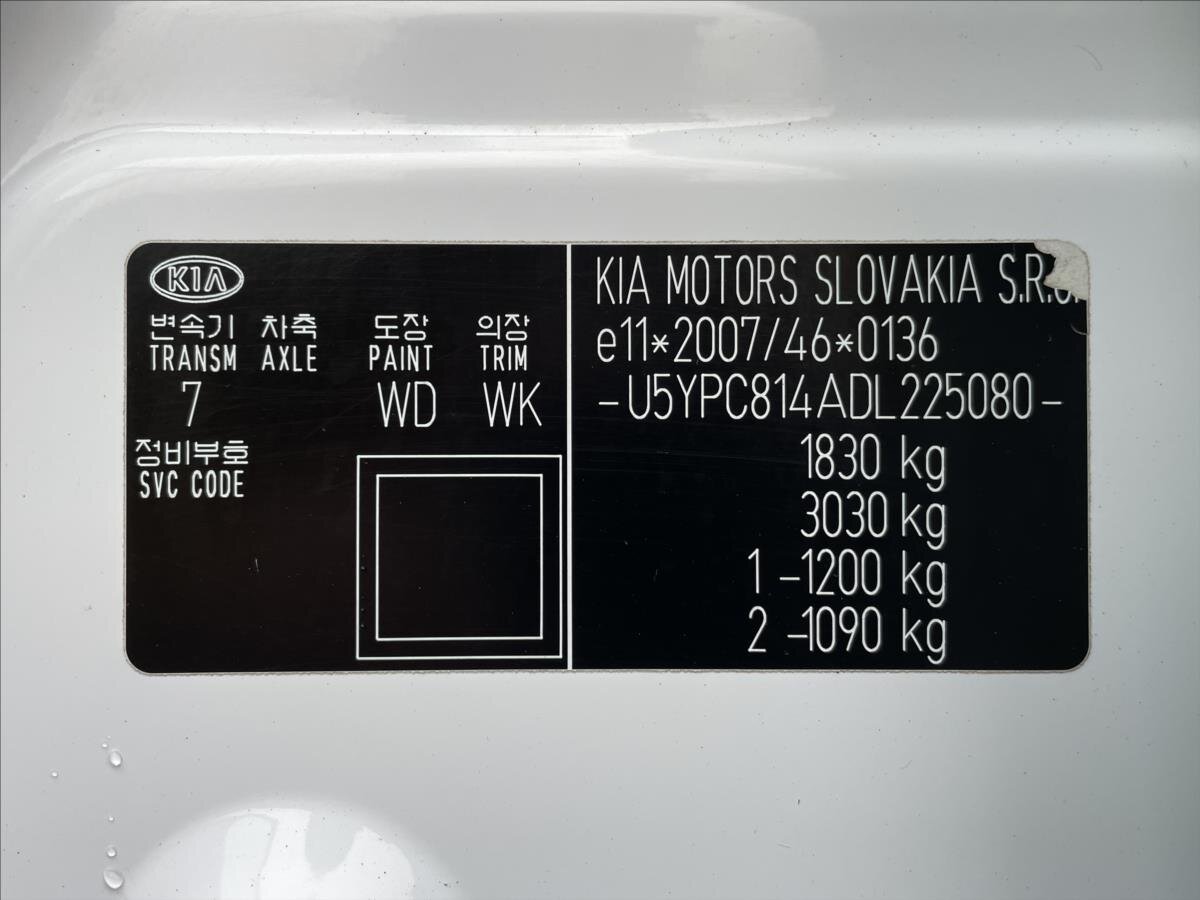 KIA
변속기 차축 도장 의장
TRANSM AXLE PAINT TRIM
7 WD WK
정비부호
SVC CODE
KIA MOTORS SLOVAKIA S.R.o.
e11*2007/46*0136
-U5YPC814ADL225080-
1830 kg
3030 kg
1 -1200 kg
2 -1090 kg